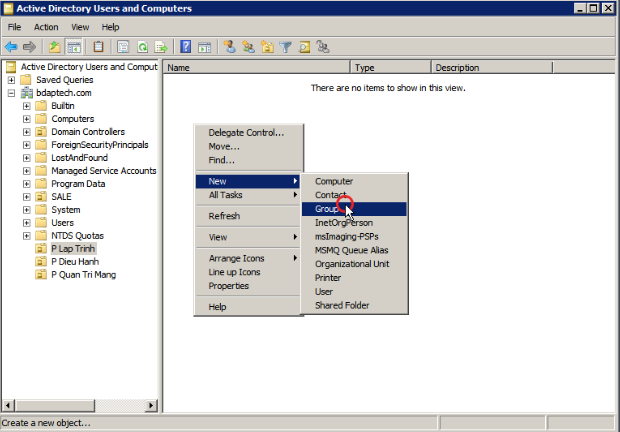 Active Directory Users and Computers
File Action View Help
Active Directory Users and Comput
Name Type Description
Saved Queries
There are no items to show in this view.
bdaptech.com
Builtin
Computers
Domain Controllers
ForeignSecurityPrincipals
LostAndFound
Managed Service Accounts
Program Data
SALE
System
Users
NTDS Quotas
P Lap Trinh
P Dieu Hanh
P Quan Tri Mang
Delegate Control...
Move...
Find...
New
All Tasks
Refresh
View
Arrange Icons
Line up Icons
Properties
Help
Computer
Contact
Group
InetOrgPerson
msImaging-PSPs
MSMQ Queue Alias
Organizational Unit
Printer
User
Shared Folder
Create a new object...